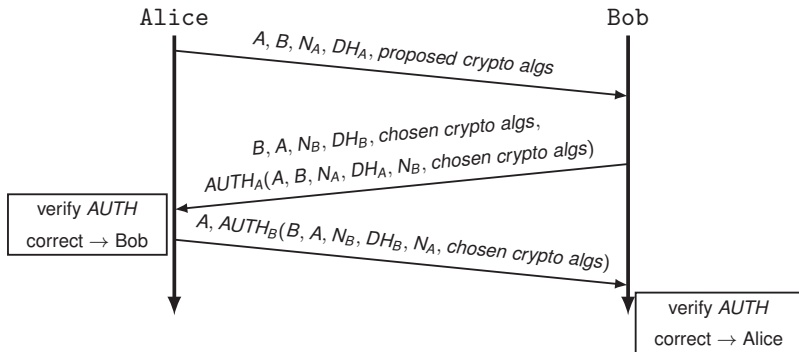 Alice
Bob
A, B, N_A, DH_A, proposed crypto algs
B, A, N_B, DH_B, chosen crypto algs,
AUTH_A(A, B, N_A, DH_A, N_B, chosen crypto algs)
verify AUTH
correct → Bob
A, AUTH_B(B, A, N_B, DH_B, N_A, chosen crypto algs)
verify AUTH
correct → Alice